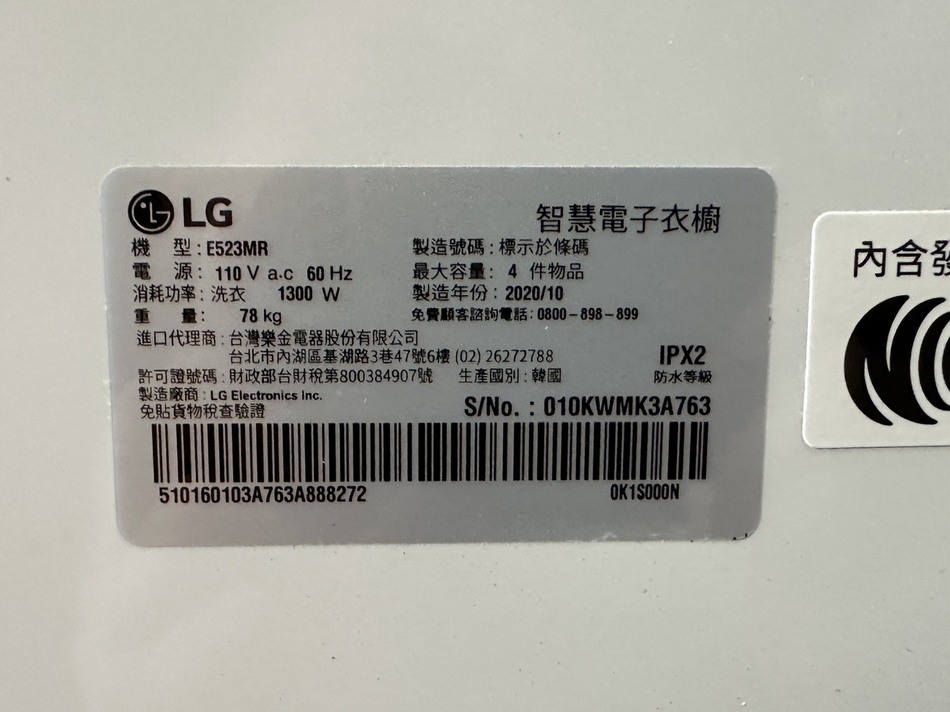 LG
智慧電子衣櫥
機 型:E523MR
製造號碼:標示於條碼
電 源: 110 V a.c 60 Hz
最大容量: 4 件物品
消耗功率: 洗衣 1300 W
製造年份: 2020/10
重 量: 78 kg
免費顧客諮詢電話: 0800-898-899
進口代理商: 台灣樂金電器股份有限公司
台北市內湖區基湖路3巷47號6樓 (02) 26272788
IPX2
許可證號碼: 財政部台財稅第800384907號 生產國別: 韓國
防水等級
製造廠商: LG Electronics Inc.
免貼貨物稅查驗證
S/No. : 010KWMK3A763
510160103A763A888272
0K1S000N
內含發